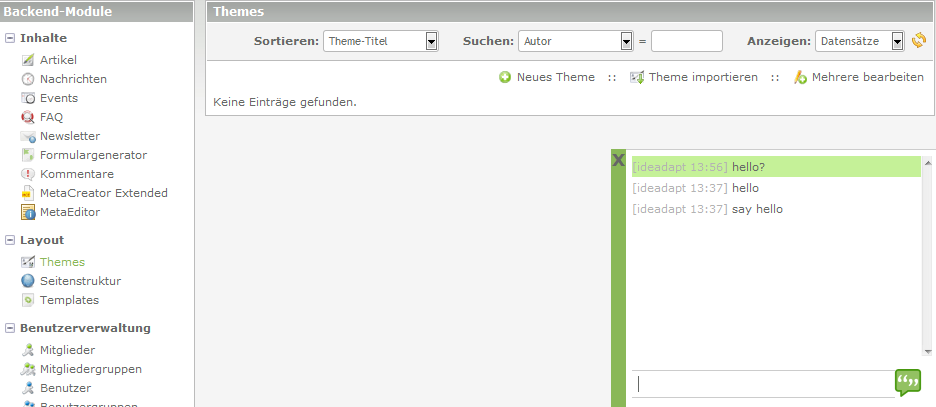 Backend-Module
Inhalte
Artikel
Nachrichten
Events
FAQ
Newsletter
Formulargenerator
Kommentare
MetaCreator Extended
MetaEditor
Layout
Themes
Seitenstruktur
Templates
Benutzerverwaltung
Mitglieder
Mitgliedergruppen
Benutzer
Benutzergruppen
Themes
Sortieren: Theme-Titel Suchen: Autor = Anzeigen: Datensätze
Neues Theme :: Theme importieren :: Mehrere bearbeiten
Keine Einträge gefunden.
X
[ideadapt 13:56] hello?
[ideadapt 13:37] hello
[ideadapt 13:37] say hello